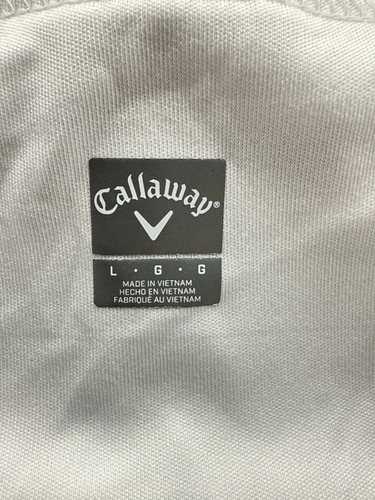 Callaway®
L · G · G
MADE IN VIETNAM
HECHO EN VIETNAM
FABRIQUÉ AU VIETNAM